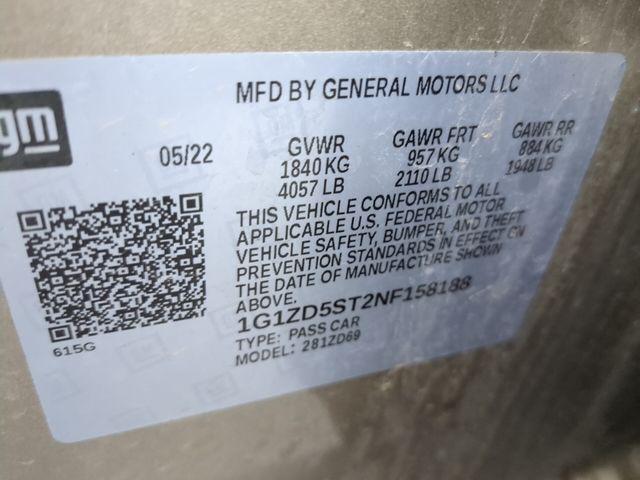 MFD BY GENERAL MOTORS LLC
gm
05/22
GVWR
1840 KG
4057 LB
GAWR FRT
957 KG
2110 LB
GAWR RR
884 KG
1948 LB
THIS VEHICLE CONFORMS TO ALL
APPLICABLE U.S. FEDERAL MOTOR
VEHICLE SAFETY, BUMPER, AND THEFT
PREVENTION STANDARDS IN EFFECT ON
THE DATE OF MANUFACTURE SHOWN
ABOVE.
1G1ZD5ST2NF158188
TYPE: PASS CAR
MODEL: 281ZD69
615G